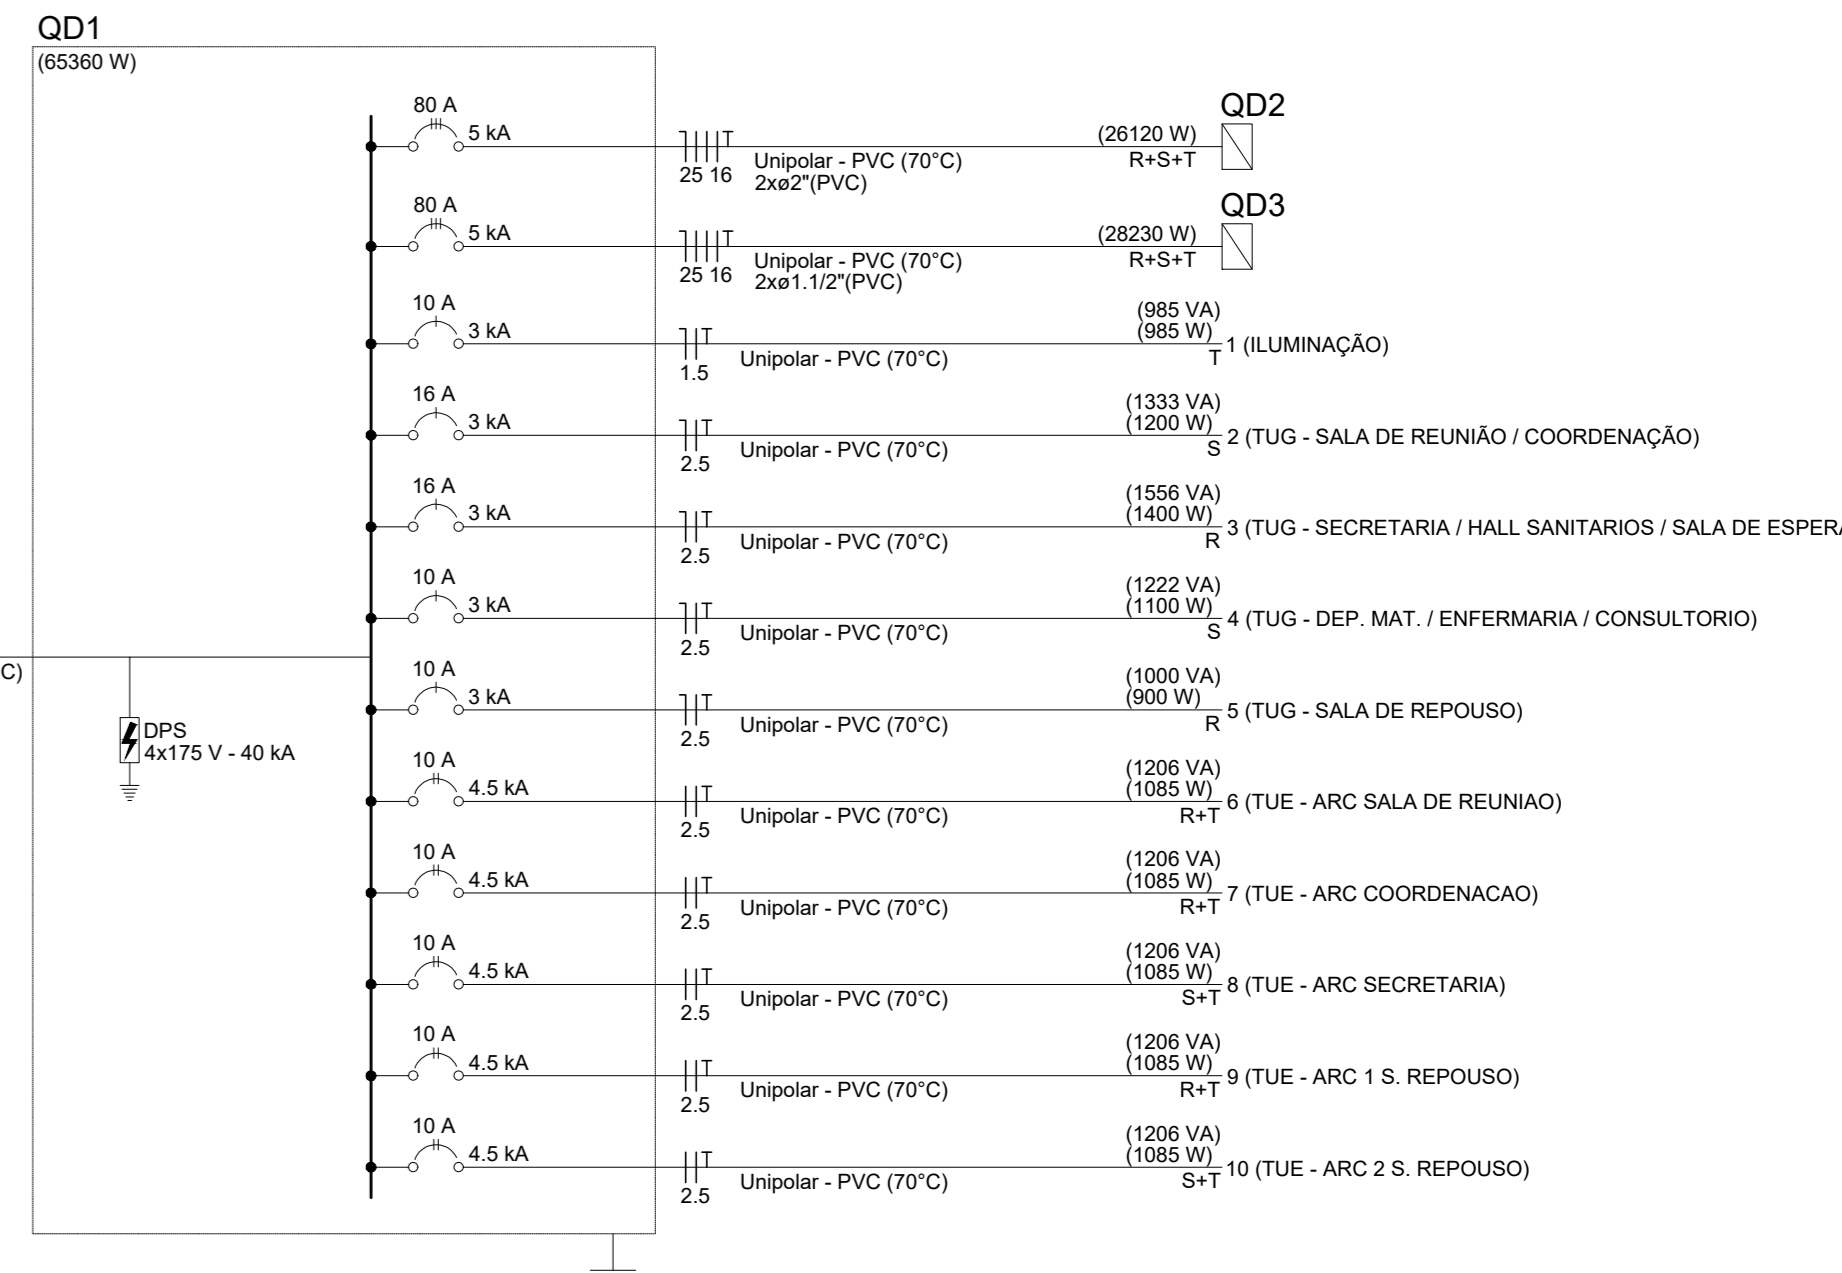 QD1
(65360 W)
80 A
5 kA
25 16
Unipolar - PVC (70°C)
2xø2"(PVC)
(26120 W)
R+S+T
QD2
80 A
5 kA
25 16
Unipolar - PVC (70°C)
2xø1.1/2"(PVC)
(28230 W)
R+S+T
QD3
10 A
3 kA
T
1.5
Unipolar - PVC (70°C)
(985 VA)
(985 W)
T
1 (ILUMINAÇÃO)
16 A
3 kA
2.5
Unipolar - PVC (70°C)
(1333 VA)
(1200 W)
S
2 (TUG - SALA DE REUNIÃO / COORDENAÇÃO)
16 A
3 kA
2.5
Unipolar - PVC (70°C)
(1556 VA)
(1400 W)
R
3 (TUG - SECRETARIA / HALL SANITARIOS / SALA DE ESPERA
10 A
3 kA
2.5
Unipolar - PVC (70°C)
(1222 VA)
(1100 W)
S
4 (TUG - DEP. MAT. / ENFERMARIA / CONSULTORIO)
C)
10 A
3 kA
2.5
Unipolar - PVC (70°C)
(1000 VA)
(900 W)
R
5 (TUG - SALA DE REPOUSO)
DPS
4x175 V - 40 kA
10 A
4.5 kA
2.5
Unipolar - PVC (70°C)
(1206 VA)
(1085 W)
R+T
6 (TUE - ARC SALA DE REUNIAO)
10 A
4.5 kA
2.5
Unipolar - PVC (70°C)
(1206 VA)
(1085 W)
R+T
7 (TUE - ARC COORDENACAO)
10 A
4.5 kA
2.5
Unipolar - PVC (70°C)
(1206 VA)
(1085 W)
S+T
8 (TUE - ARC SECRETARIA)
10 A
4.5 kA
2.5
Unipolar - PVC (70°C)
(1206 VA)
(1085 W)
R+T
9 (TUE - ARC 1 S. REPOUSO)
10 A
4.5 kA
2.5
Unipolar - PVC (70°C)
(1206 VA)
(1085 W)
S+T
10 (TUE - ARC 2 S. REPOUSO)